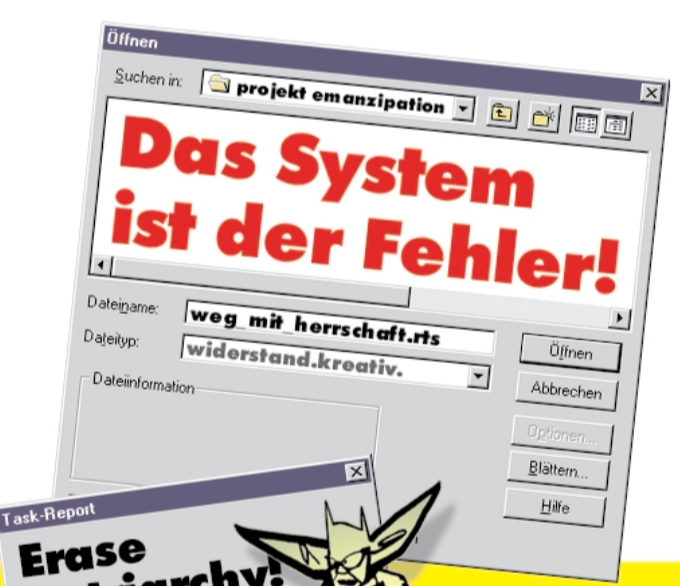 Öffnen
Suchen in: projekt emanzipation
Das System
ist der Fehler!
Dateiname: weg_mit_herrschaft.rts
Dateityp: widerstand.kreativ.
Dateiinformation
Öffnen
Abbrechen
Optionen...
Blättern...
Hilfe
Task-Report
Erase